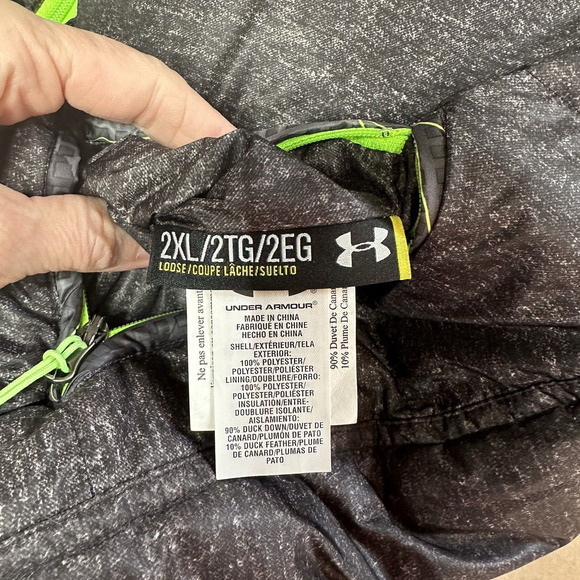 2XL/2TG/2EG
LOOSE/COUPE LÂCHE/SUELTO
UNDER ARMOUR
MADE IN CHINA
FABRIQUÉ EN CHINE
HECHO EN CHINA
SHELL/EXTÉRIEUR/TELA
EXTERIOR:
100% POLYESTER/
POLYESTER/POLIÉSTER
LINING/DOUBLURE/FORRO:
100% POLYESTER/
POLYESTER/POLIÉSTER
INSULATION/ENTRE-
DOUBLURE ISOLANTE/
AISLAMIENTO:
90% DUCK DOWN/DUVET DE
CANARD/PLUMÓN DE PATO
10% DUCK FEATHER/PLUME
DE CANARD/PLUMAS DE
PATO
Ne pas enlever avant
90% Duvet De Canar
10% Plume De Canar